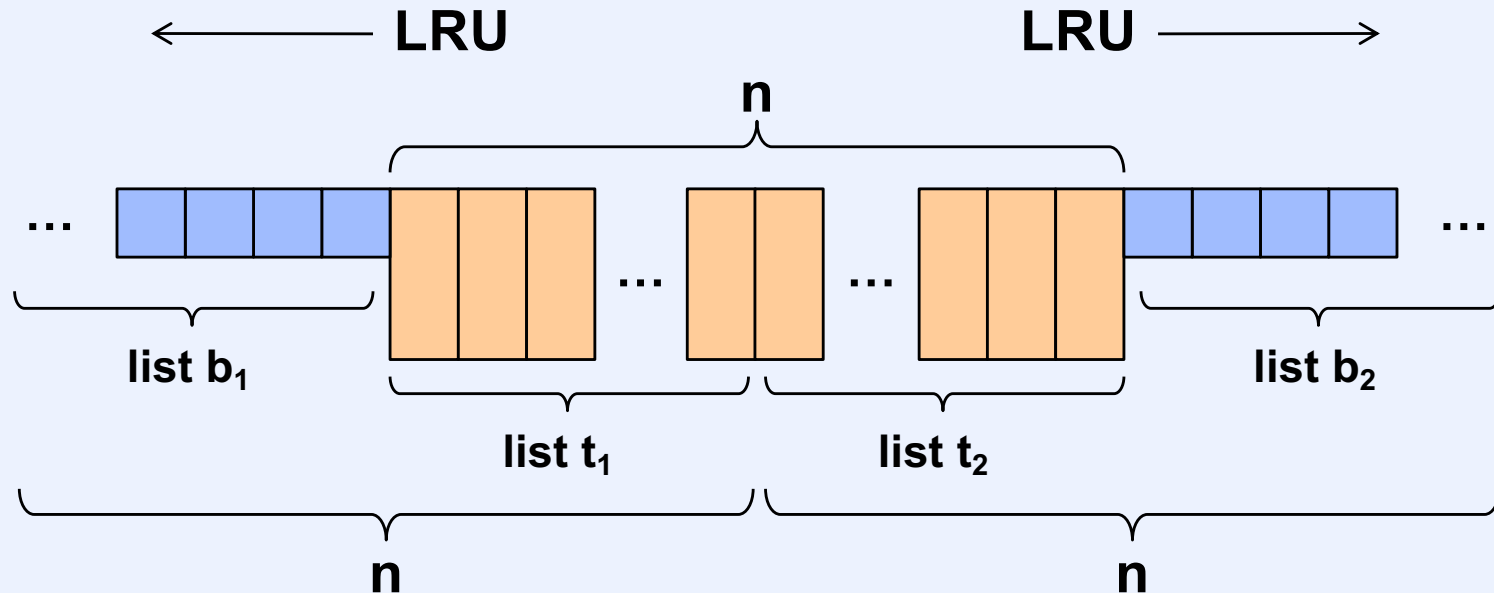 LRU LRU
n
... ...
... ...
list b₁ list b₂
list t₁ list t₂
n n